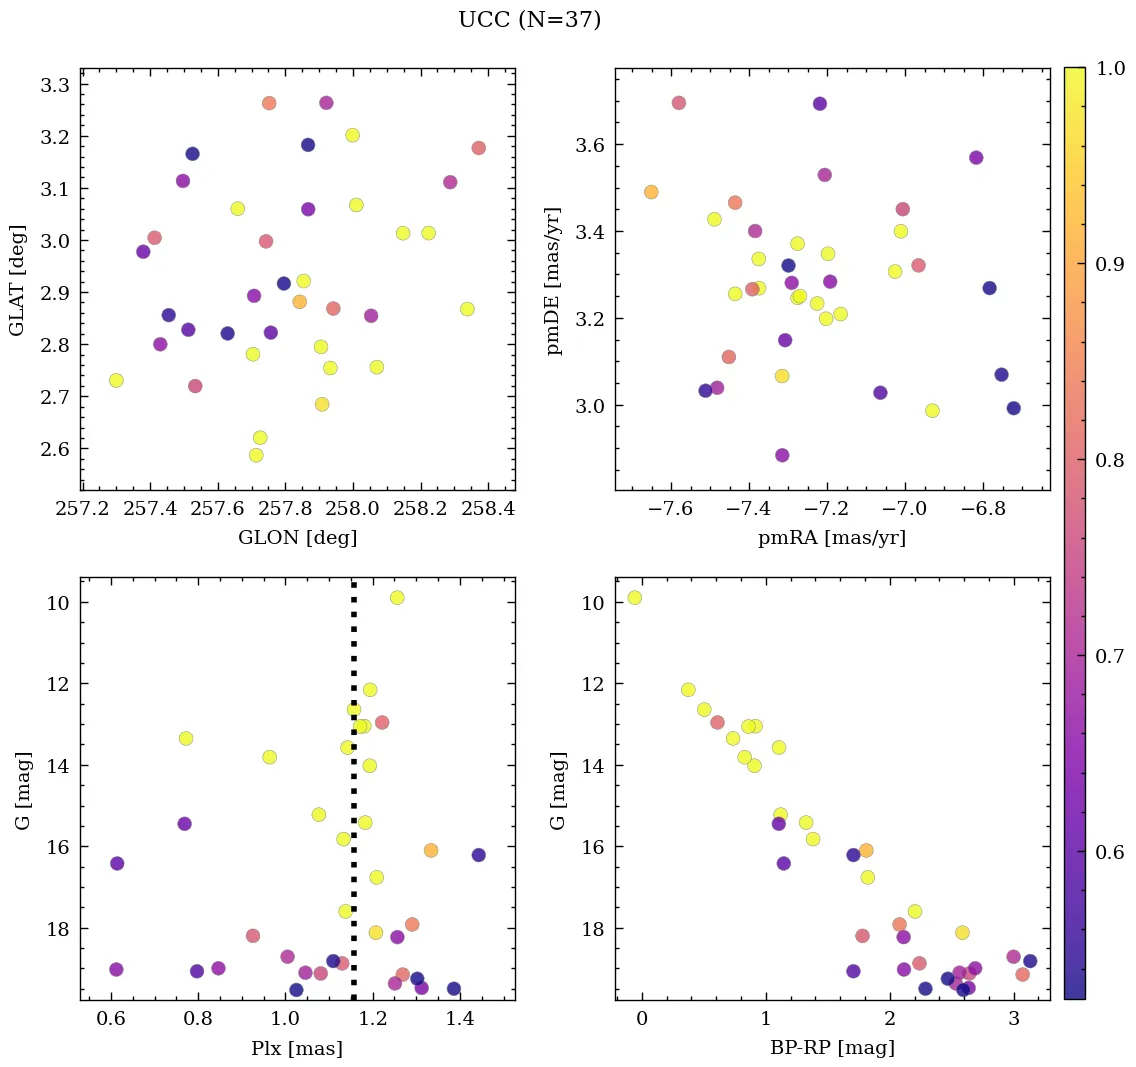 UCC (N=37)
3.3
3.2
3.1
3.0
2.9
2.8
2.7
2.6
GLAT [deg]
257.2 257.4 257.6 257.8 258.0 258.2 258.4
GLON [deg]
3.6
3.4
3.2
3.0
pmDE [mas/yr]
−7.6 −7.4 −7.2 −7.0 −6.8
pmRA [mas/yr]
10
12
14
16
18
G [mag]
0.6 0.8 1.0 1.2 1.4
Plx [mas]
10
12
14
16
18
G [mag]
0 1 2 3
BP-RP [mag]
1.0
0.9
0.8
0.7
0.6